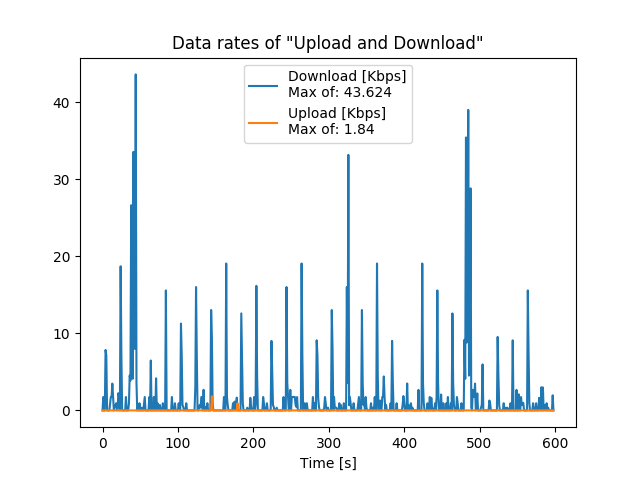 Data rates of "Upload and Download"
Download [Kbps]
Max of: 43.624
Upload [Kbps]
Max of: 1.84
40
30
20
10
0
0 100 200 300 400 500 600
Time [s]